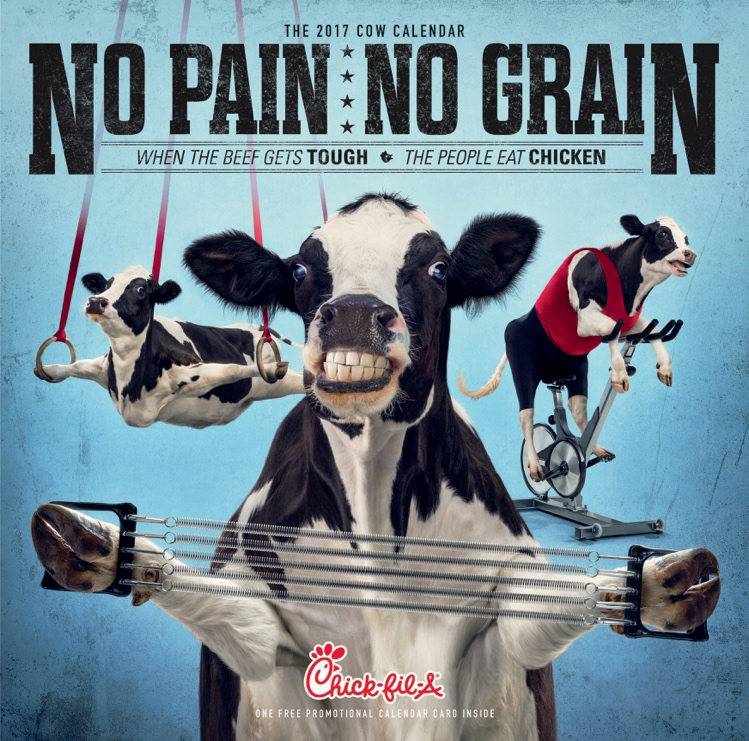 THE 2017 COW CALENDAR
NO PAIN NO GRAIN
WHEN THE BEEF GETS TOUGH THE PEOPLE EAT CHICKEN
Chick-fil-A
ONE FREE PROMOTIONAL CALENDAR CARD INSIDE